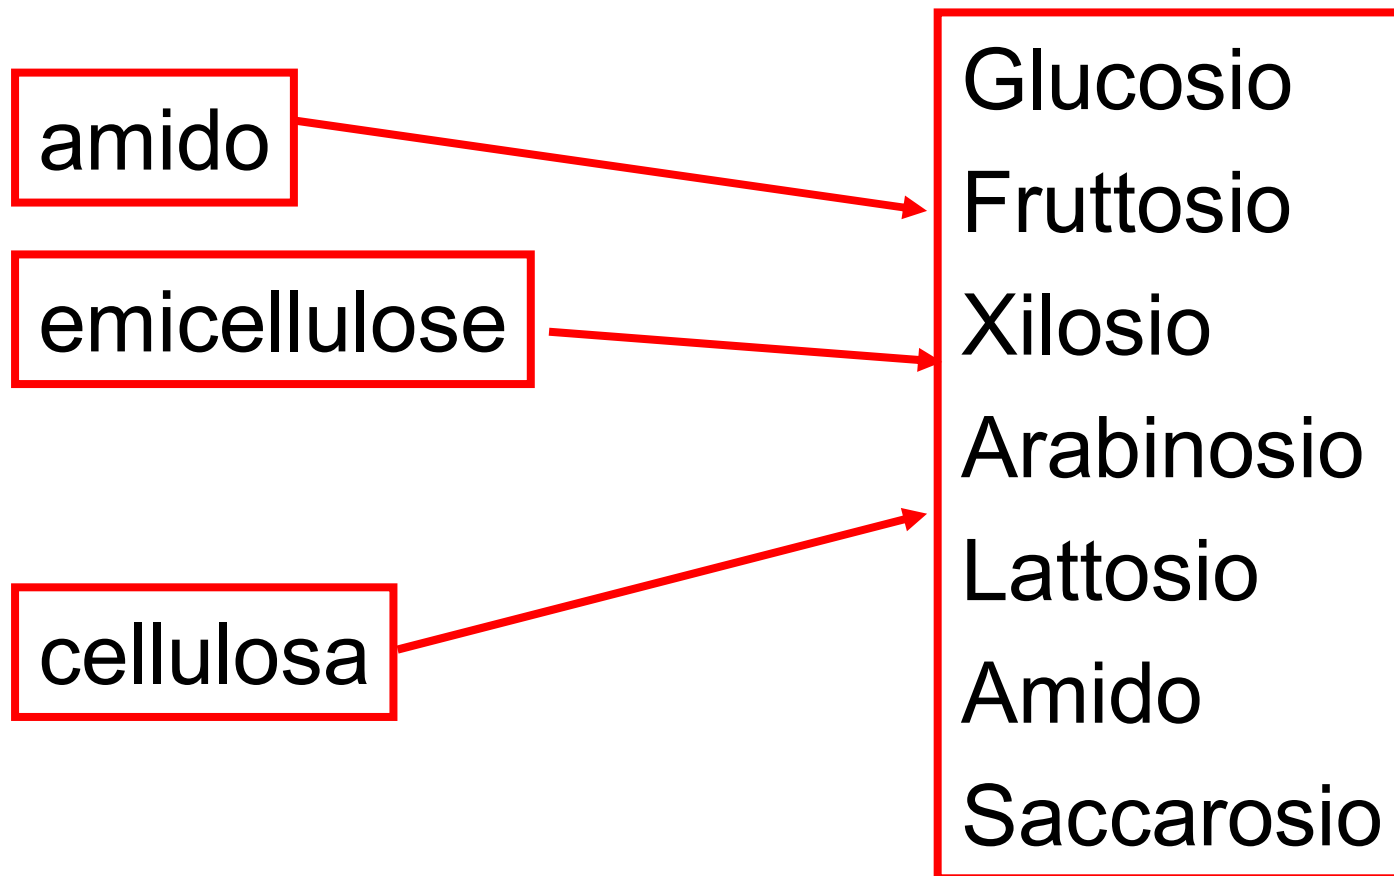 amido
emicellulose
cellulosa
Glucosio
Fruttosio
Xilosio
Arabinosio
Lattosio
Amido
Saccarosio